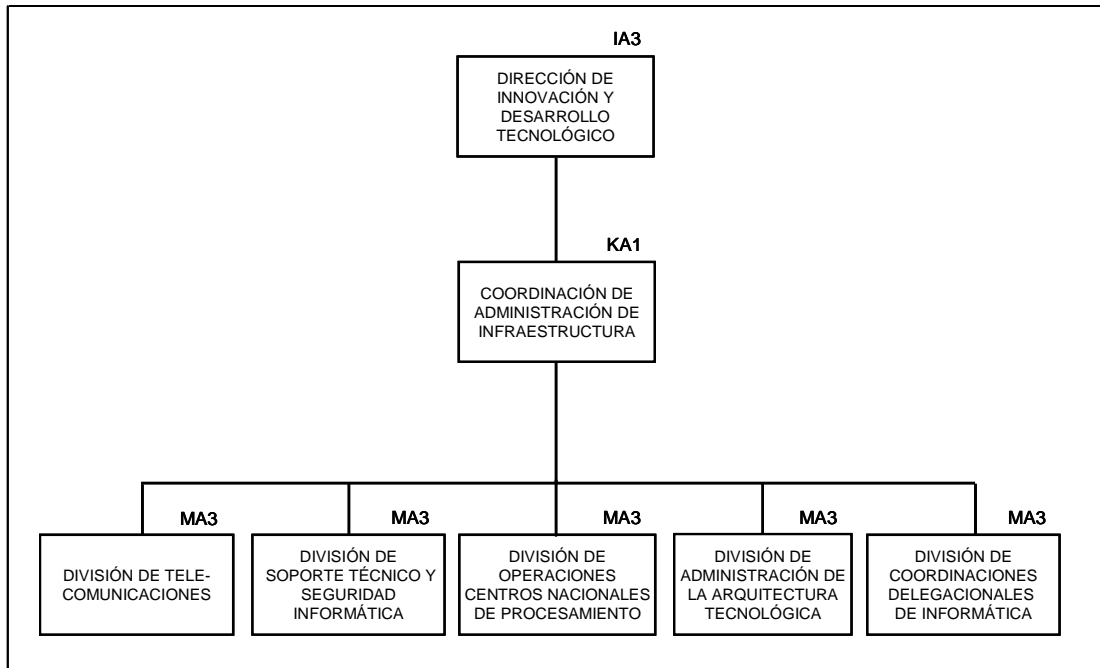 IA3
DIRECCIÓN DE
INNOVACIÓN Y
DESARROLLO
TECNOLÓGICO
KA1
COORDINACIÓN DE
ADMINISTRACIÓN DE
INFRAESTRUCTURA
MA3
DIVISIÓN DE TELE-
COMUNICACIONES
MA3
DIVISIÓN DE
SOPORTE TÉCNICO Y
SEGURIDAD
INFORMÁTICA
MA3
DIVISIÓN DE
OPERACIONES
CENTROS NACIONALES
DE PROCESAMIENTO
MA3
DIVISIÓN DE
ADMINISTRACIÓN DE
LA ARQUITECTURA
TECNOLÓGICA
MA3
DIVISIÓN DE
COORDINACIONES
DELEGACIONALES
DE INFORMÁTICA